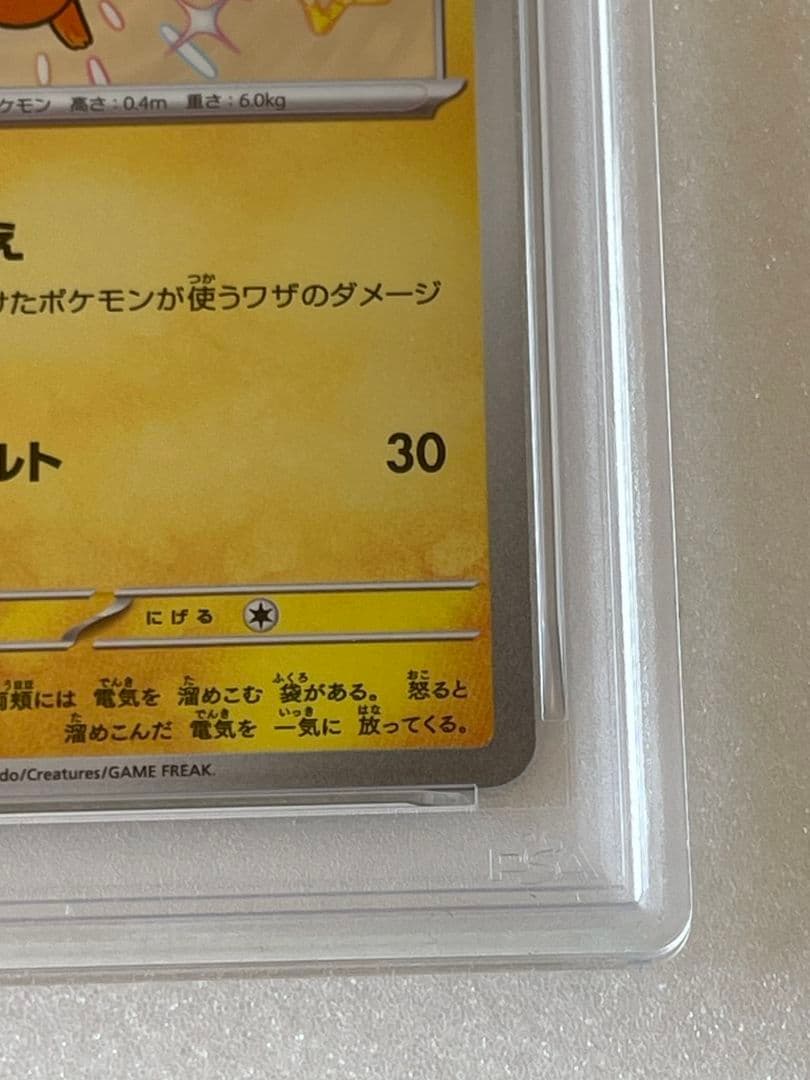 ケモン 高さ:0.4m 重さ:6.0kg
え
けたポケモンが使うワザのダメージ
ルト 30
にげる
両頬には 電気を 溜めこむ 袋がある。 怒ると
溜めこんだ 電気を 一気に 放ってくる。
do/Creatures/GAME FREAK.
PSA